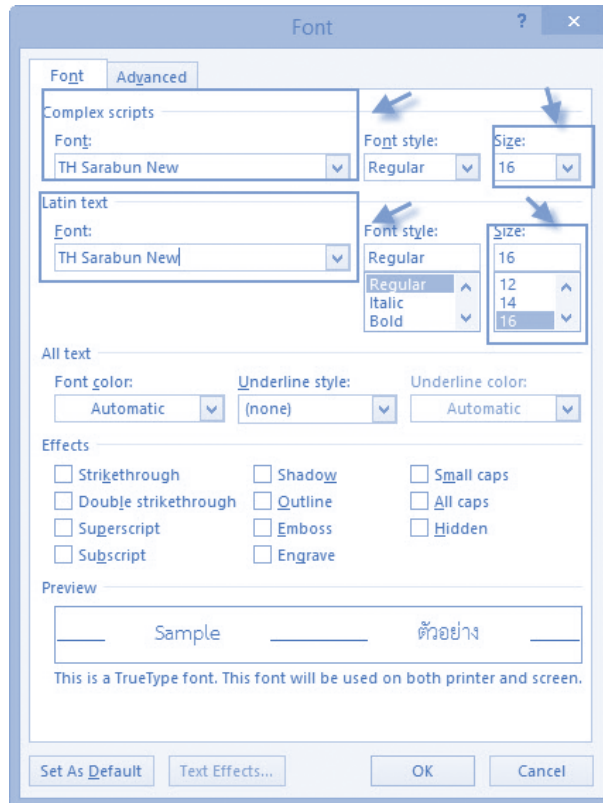 Font ?
Font Advanced
Complex scripts
Font: Font style: Size:
TH Sarabun New Regular 16
Latin text
Font: Font style: Size:
TH Sarabun New Regular 16
Regular 12
Italic 14
Bold 16
All text
Font color: Underline style: Underline color:
Automatic (none) Automatic
Effects
Strikethrough Shadow Small caps
Double strikethrough Outline All caps
Superscript Emboss Hidden
Subscript Engrave
Preview
Sample ตัวอย่าง
This is a TrueType font. This font will be used on both printer and screen.
Set As Default Text Effects... OK Cancel